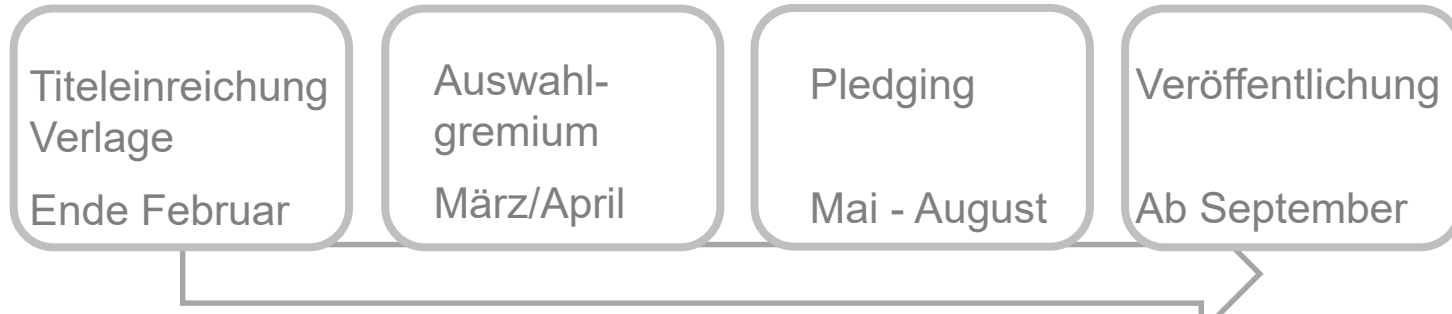 Titeleinreichung
Verlage
Ende Februar
Auswahl-
gremium
März/April
Pledging
Mai - August
Veröffentlichung
Ab September